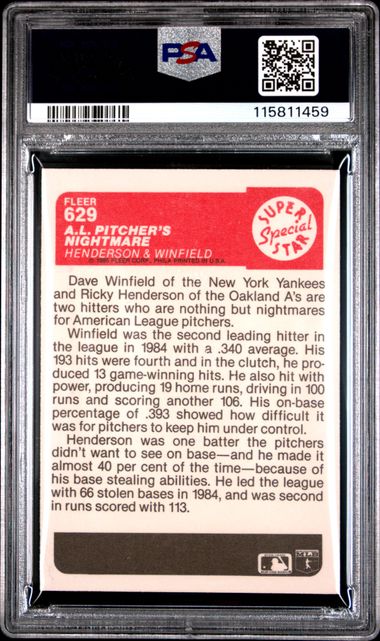 PSA
115811459
FLEER
629
A.L. PITCHER'S
NIGHTMARE
HENDERSON & WINFIELD
© 1985 FLEER CORP., PHILA. PRINTED IN U.S.A.
SUPER
Special
STAR
Dave Winfield of the New York Yankees
and Ricky Henderson of the Oakland A's are
two hitters who are nothing but nightmares
for American League pitchers.
Winfield was the second leading hitter in
the league in 1984 with a .340 average. His
193 hits were fourth and in the clutch, he pro-
duced 13 game-winning hits. He also hit with
power, producing 19 home runs, driving in 100
runs and scoring another 106. His on-base
percentage of .393 showed how difficult it
was for pitchers to keep him under control.
Henderson was one batter the pitchers
didn't want to see on base—and he made it
almost 40 per cent of the time—because of
his base stealing abilities. He led the league
with 66 stolen bases in 1984, and was second
in runs scored with 113.